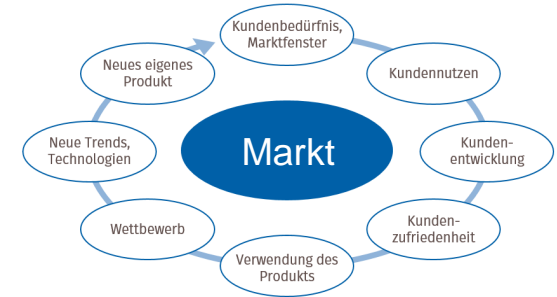 Kundenbedürfnis,
Marktfenster
Kundennutzen
Kunden-
entwicklung
Kunden-
zufriedenheit
Verwendung des
Produkts
Wettbewerb
Neue Trends,
Technologien
Neues eigenes
Produkt
Markt